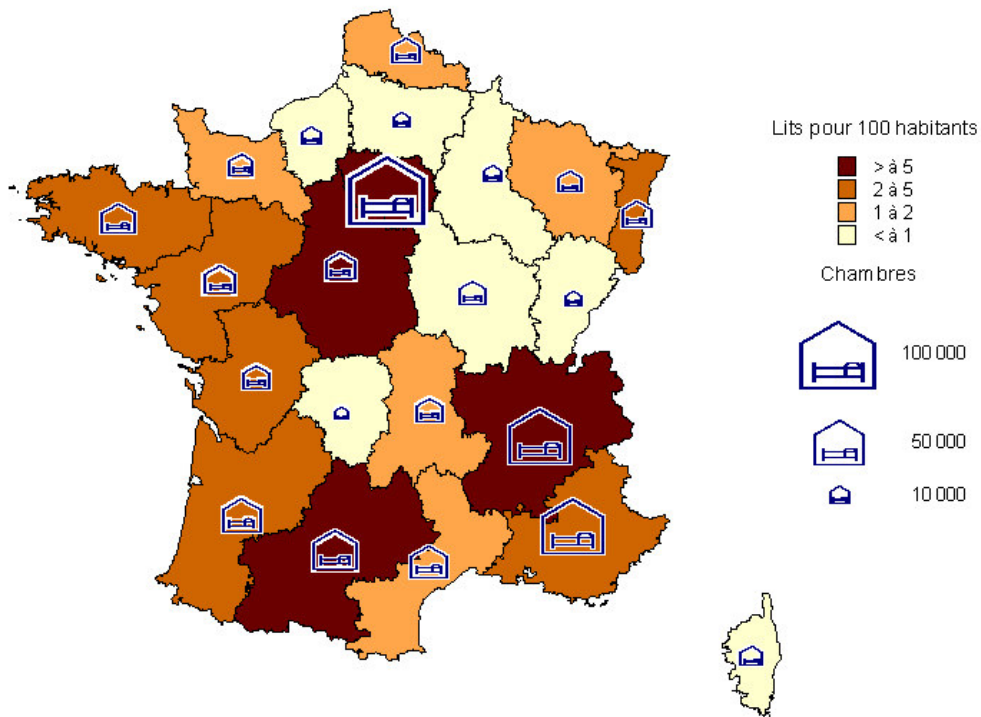 Lits pour 100 habitants
> à 5
2 à 5
1 à 2
< à 1
Chambres
100 000
50 000
10 000